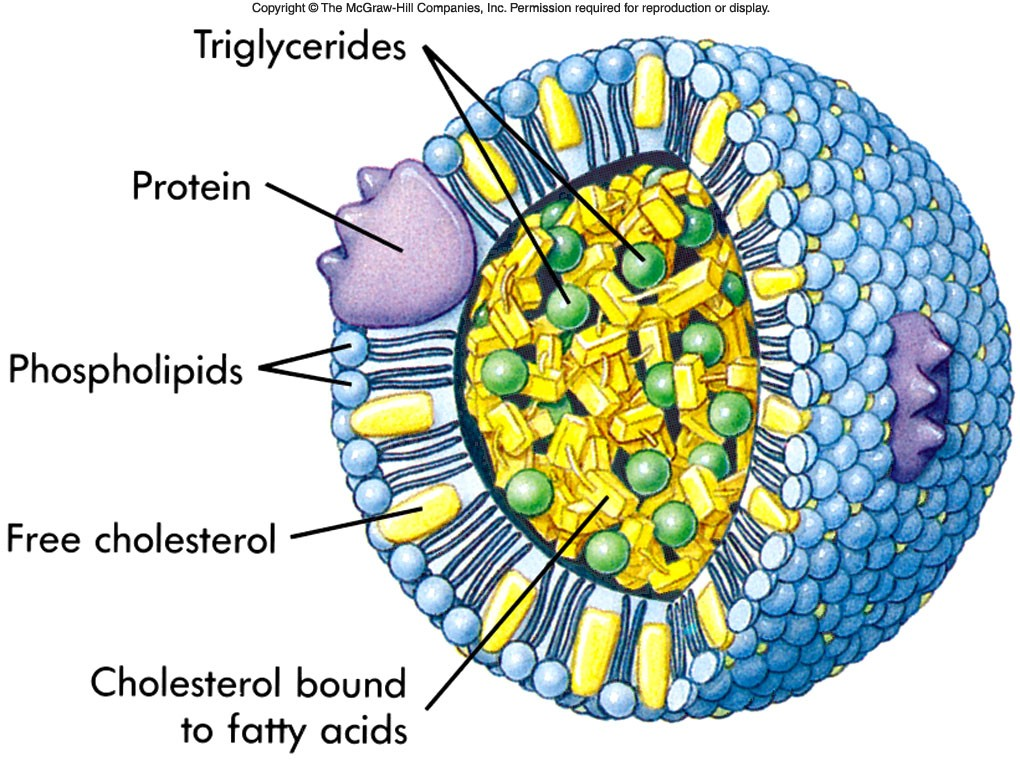 Copyright © The McGraw-Hill Companies, Inc. Permission required for reproduction or display.
Triglycerides
Protein
Phospholipids
Free cholesterol
Cholesterol bound
to fatty acids